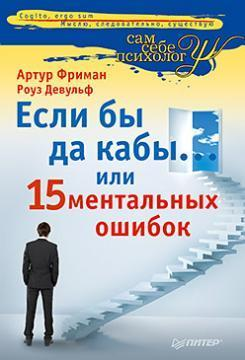 Cogito, ergo sum
Мыслю, следовательно, существую
сам
себе
психолог
Артур Фриман
Роуз Девульф
Если бы
да кабы...
или
15 ментальных
ошибок
ПИТЕР